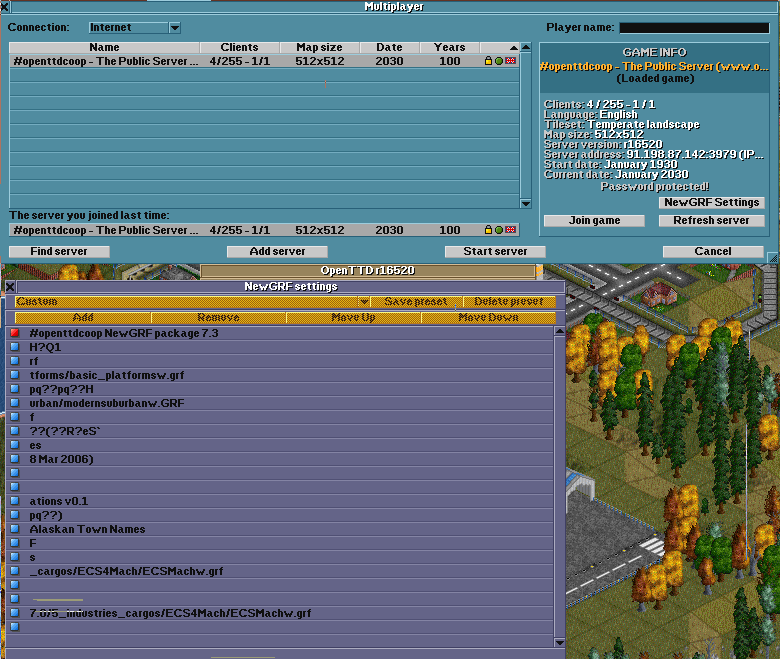 Multiplayer
Connection: Internet Player name:
Name Clients Map size Date Years
#openttdcoop - The Public Server ... 4/255 - 1/1 512x512 2030 100
The server you joined last time:
#openttdcoop - The Public Server ... 4/255 - 1/1 512x512 2030 100
GAME INFO
#openttdcoop - The Public Server (www.o...
(Loaded game)
Clients: 4 / 255 - 1 / 1
Language: English
Tileset: Temperate landscape
Map size: 512x512
Server version: r16520
Server address: 91.198.87.142:3979 (IP...
Start date: January 1930
Current date: January 2030
Password protected!
NewGRF Settings
Join game Refresh server
Find server Add server Start server Cancel
OpenTTD r16520
NewGRF settings
Custom Save preset Delete preset
Add Remove Move Up Move Down
#openttdcoop NewGRF package 7.3
H?Q1
rf
tforms/basic_platformsw.grf
pq??pq??H
urban/modernsuburbanw.GRF
f
??(??R?eS`
es
8 Mar 2006)
ations v0.1
pq??)
Alaskan Town Names
F
s
_cargos/ECS4Mach/ECSMachw.grf
7.0/5_industries_cargos/ECS4Mach/ECSMachw.grf